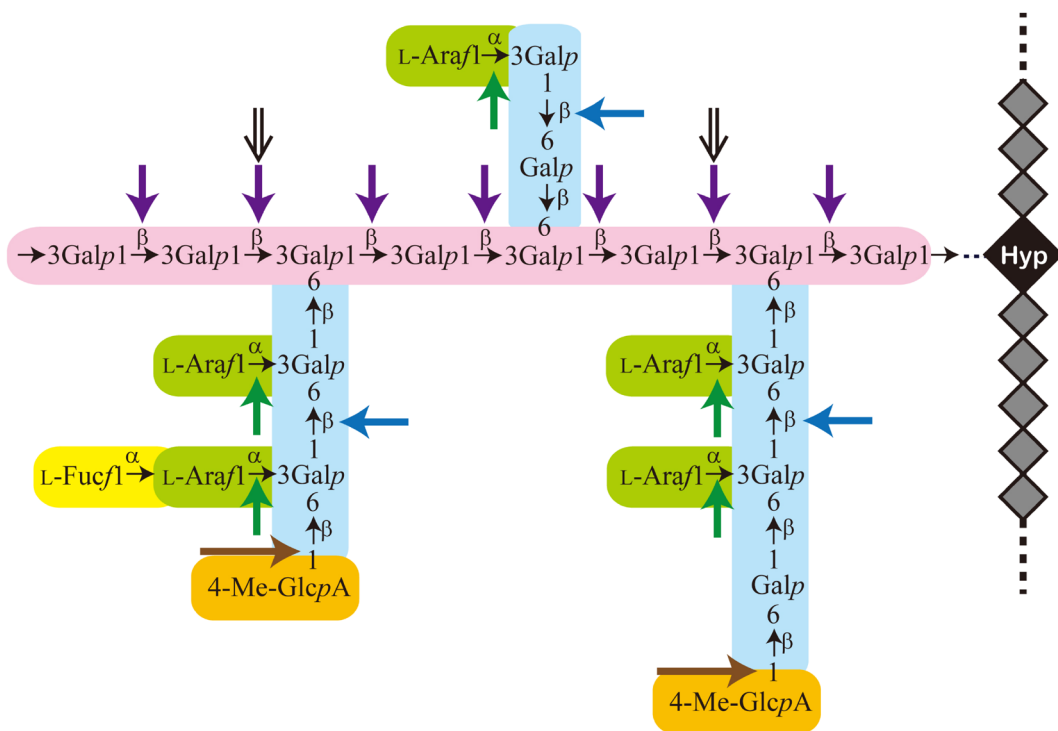 L-Araf1 α→ 3Galp
1
↓ β
6
Galp
↓ β
6
→3Galp1 β→ 3Galp1 β→ 3Galp1 β→ 3Galp1 β→ 3Galp1 β→ 3Galp1 β→ 3Galp1 β→ 3Galp1→ Hyp
6 6
↑ β ↑ β
1 1
L-Araf1 α→ 3Galp L-Araf1 α→ 3Galp
6 6
↑ β ↑ β
1 1
L-Fucf1 α→ L-Araf1 α→ 3Galp L-Araf1 α→ 3Galp
6 6
↑ β ↑ β
1 1
4-Me-GlcpA Galp
6
↑ β
1
4-Me-GlcpA